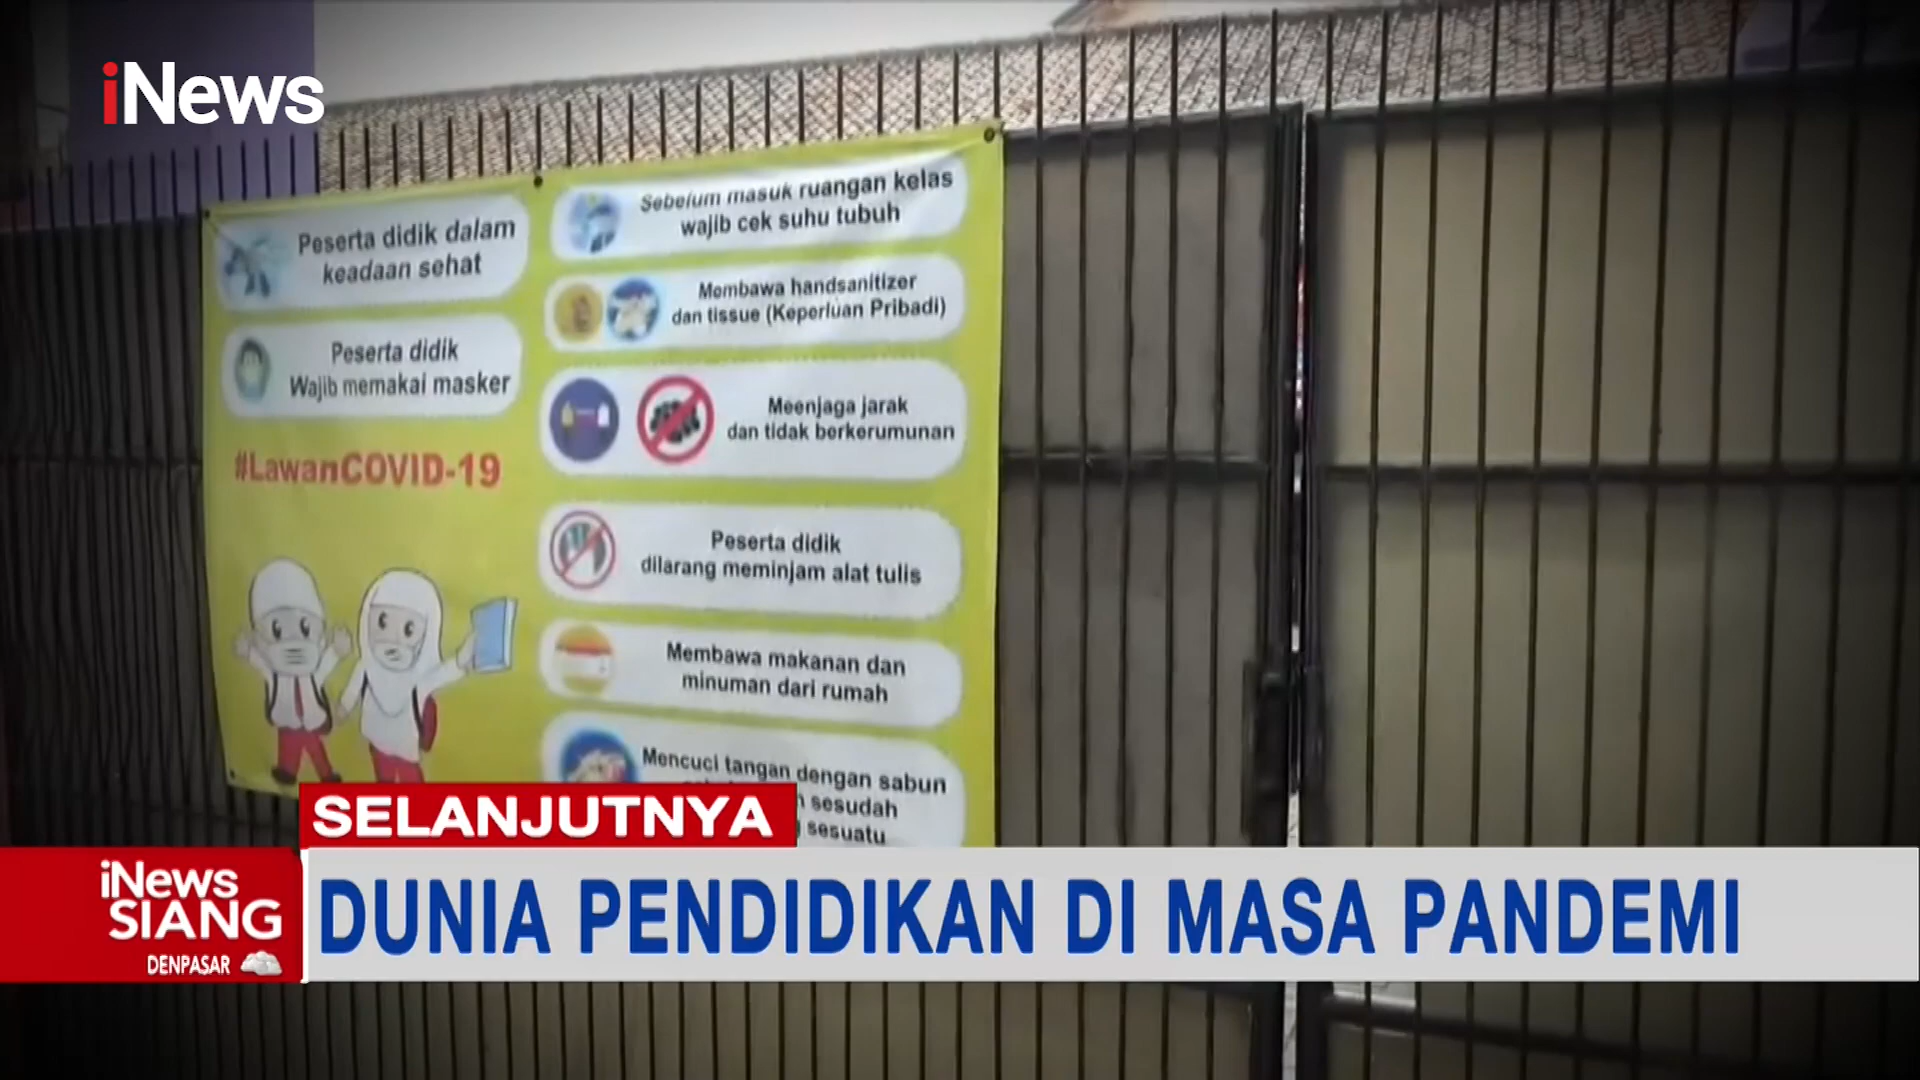 iNews
Peserta didik dalam
keadaan sehat
Peserta didik
Wajib memakai masker
#LawanCOVID-19
Sebelum masuk ruangan kelas
wajib cek suhu tubuh
Membawa handsanitizer
dan tissue (Keperluan Pribadi)
Meenjaga jarak
dan tidak berkerumunan
Peserta didik
dilarang meminjam alat tulis
Membawa makanan dan
minuman dari rumah
Mencuci tangan dengan sabun
sesudah
sesuatu
SELANJUTNYA
iNews
SIANG
DENPASAR
DUNIA PENDIDIKAN DI MASA PANDEMI